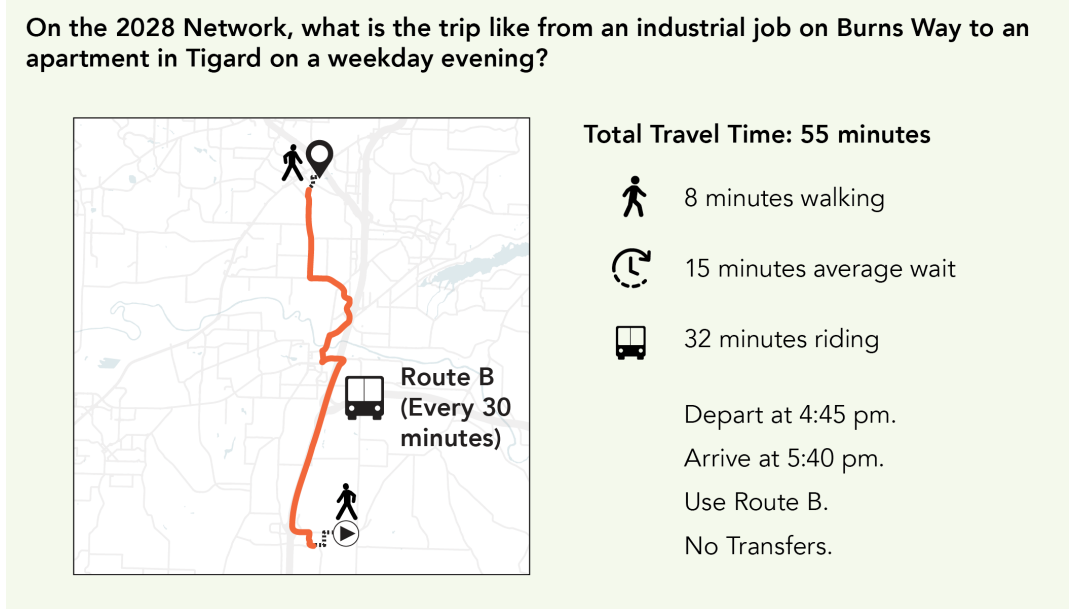 On the 2028 Network, what is the trip like from an industrial job on Burns Way to an
apartment in Tigard on a weekday evening?
Total Travel Time: 55 minutes
8 minutes walking
15 minutes average wait
32 minutes riding
Route B
(Every 30
minutes)
Depart at 4:45 pm.
Arrive at 5:40 pm.
Use Route B.
No Transfers.